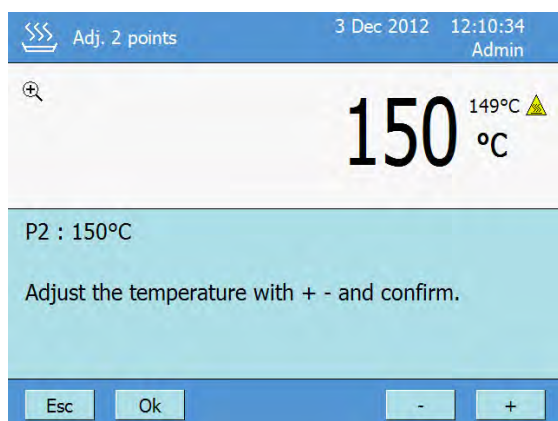 Adj. 2 points
3 Dec 2012 12:10:34
Admin
150 °C
149°C
P2 : 150°C
Adjust the temperature with + - and confirm.
Esc Ok - +